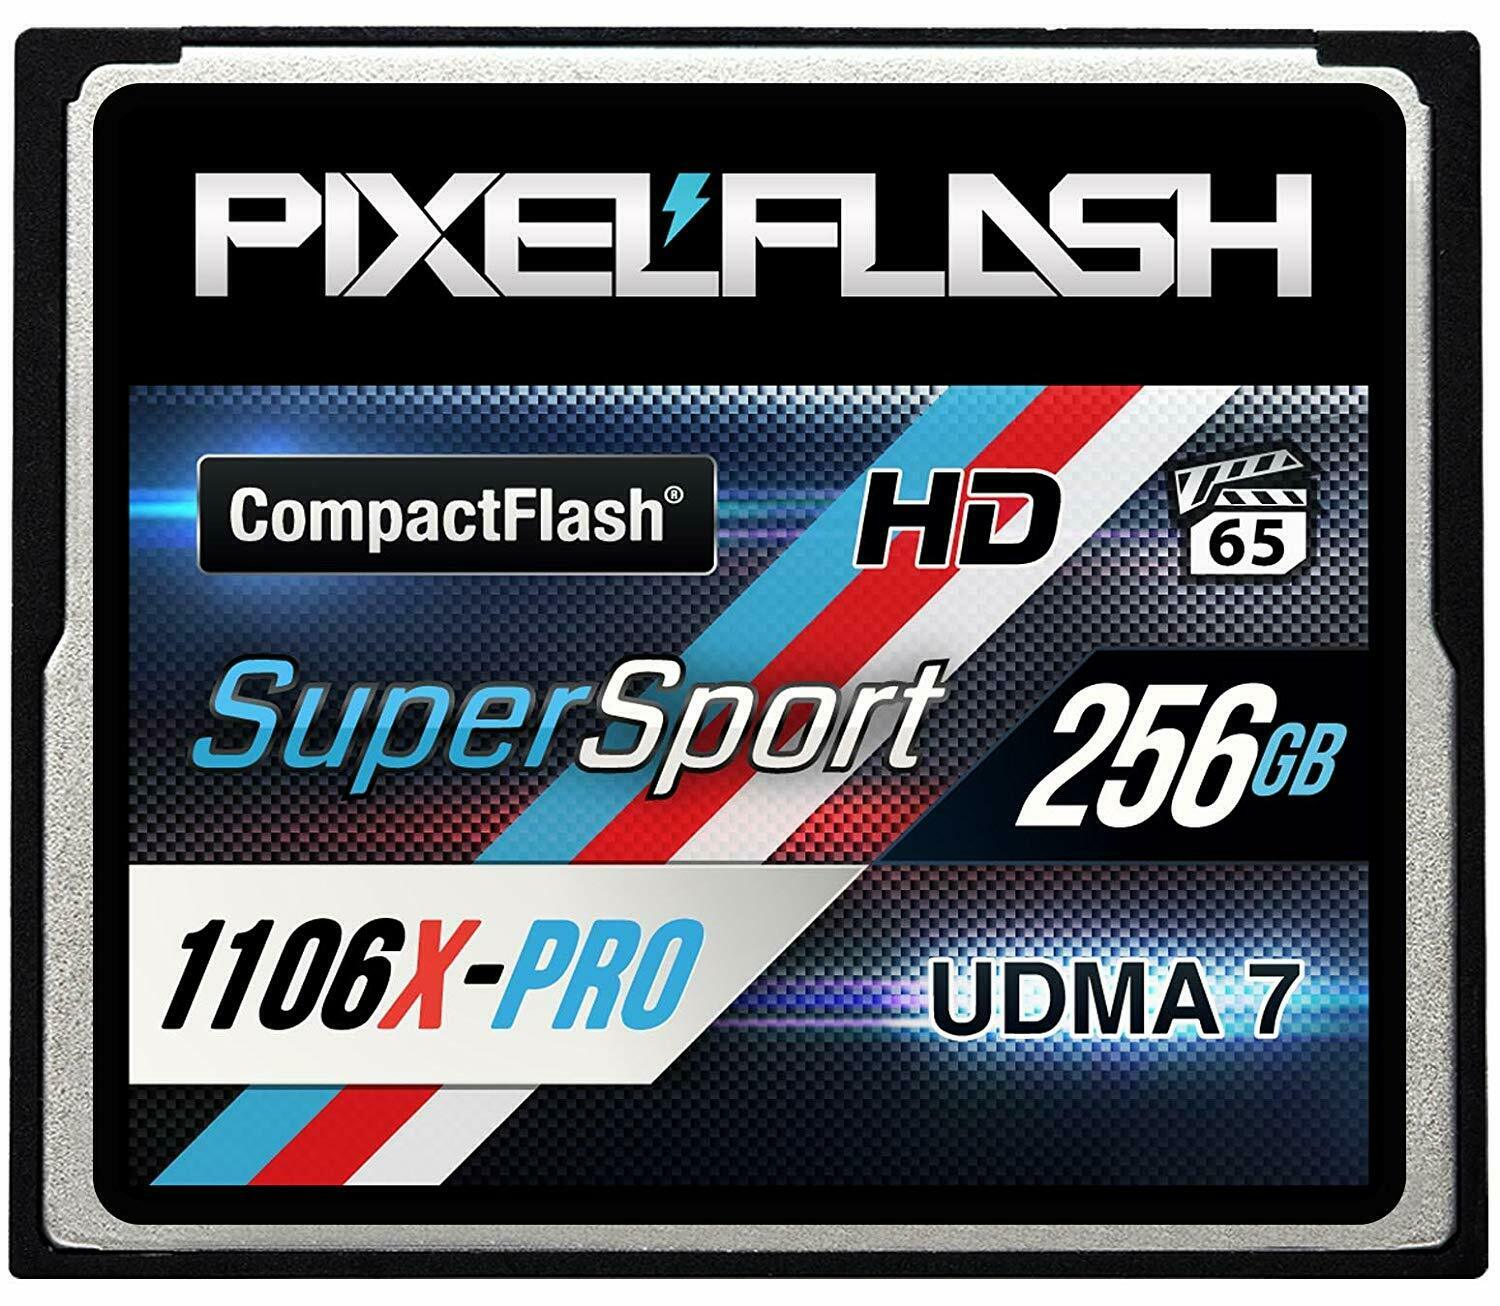 PIXELFLASH
CompactFlash®
HD
65
SuperSport
256GB
1106X-PRO
UDMA 7